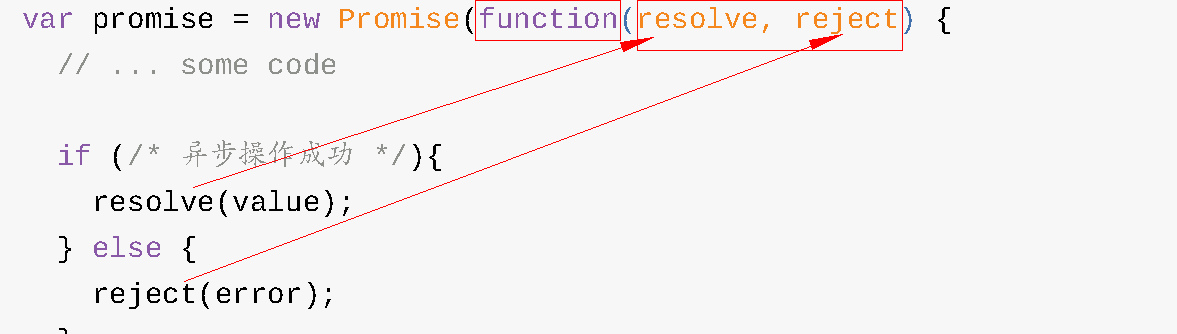 var promise = new Promise(function(resolve, reject) {
// ... some code
if (/* 异步操作成功 */){
resolve(value);
} else {
reject(error);
}